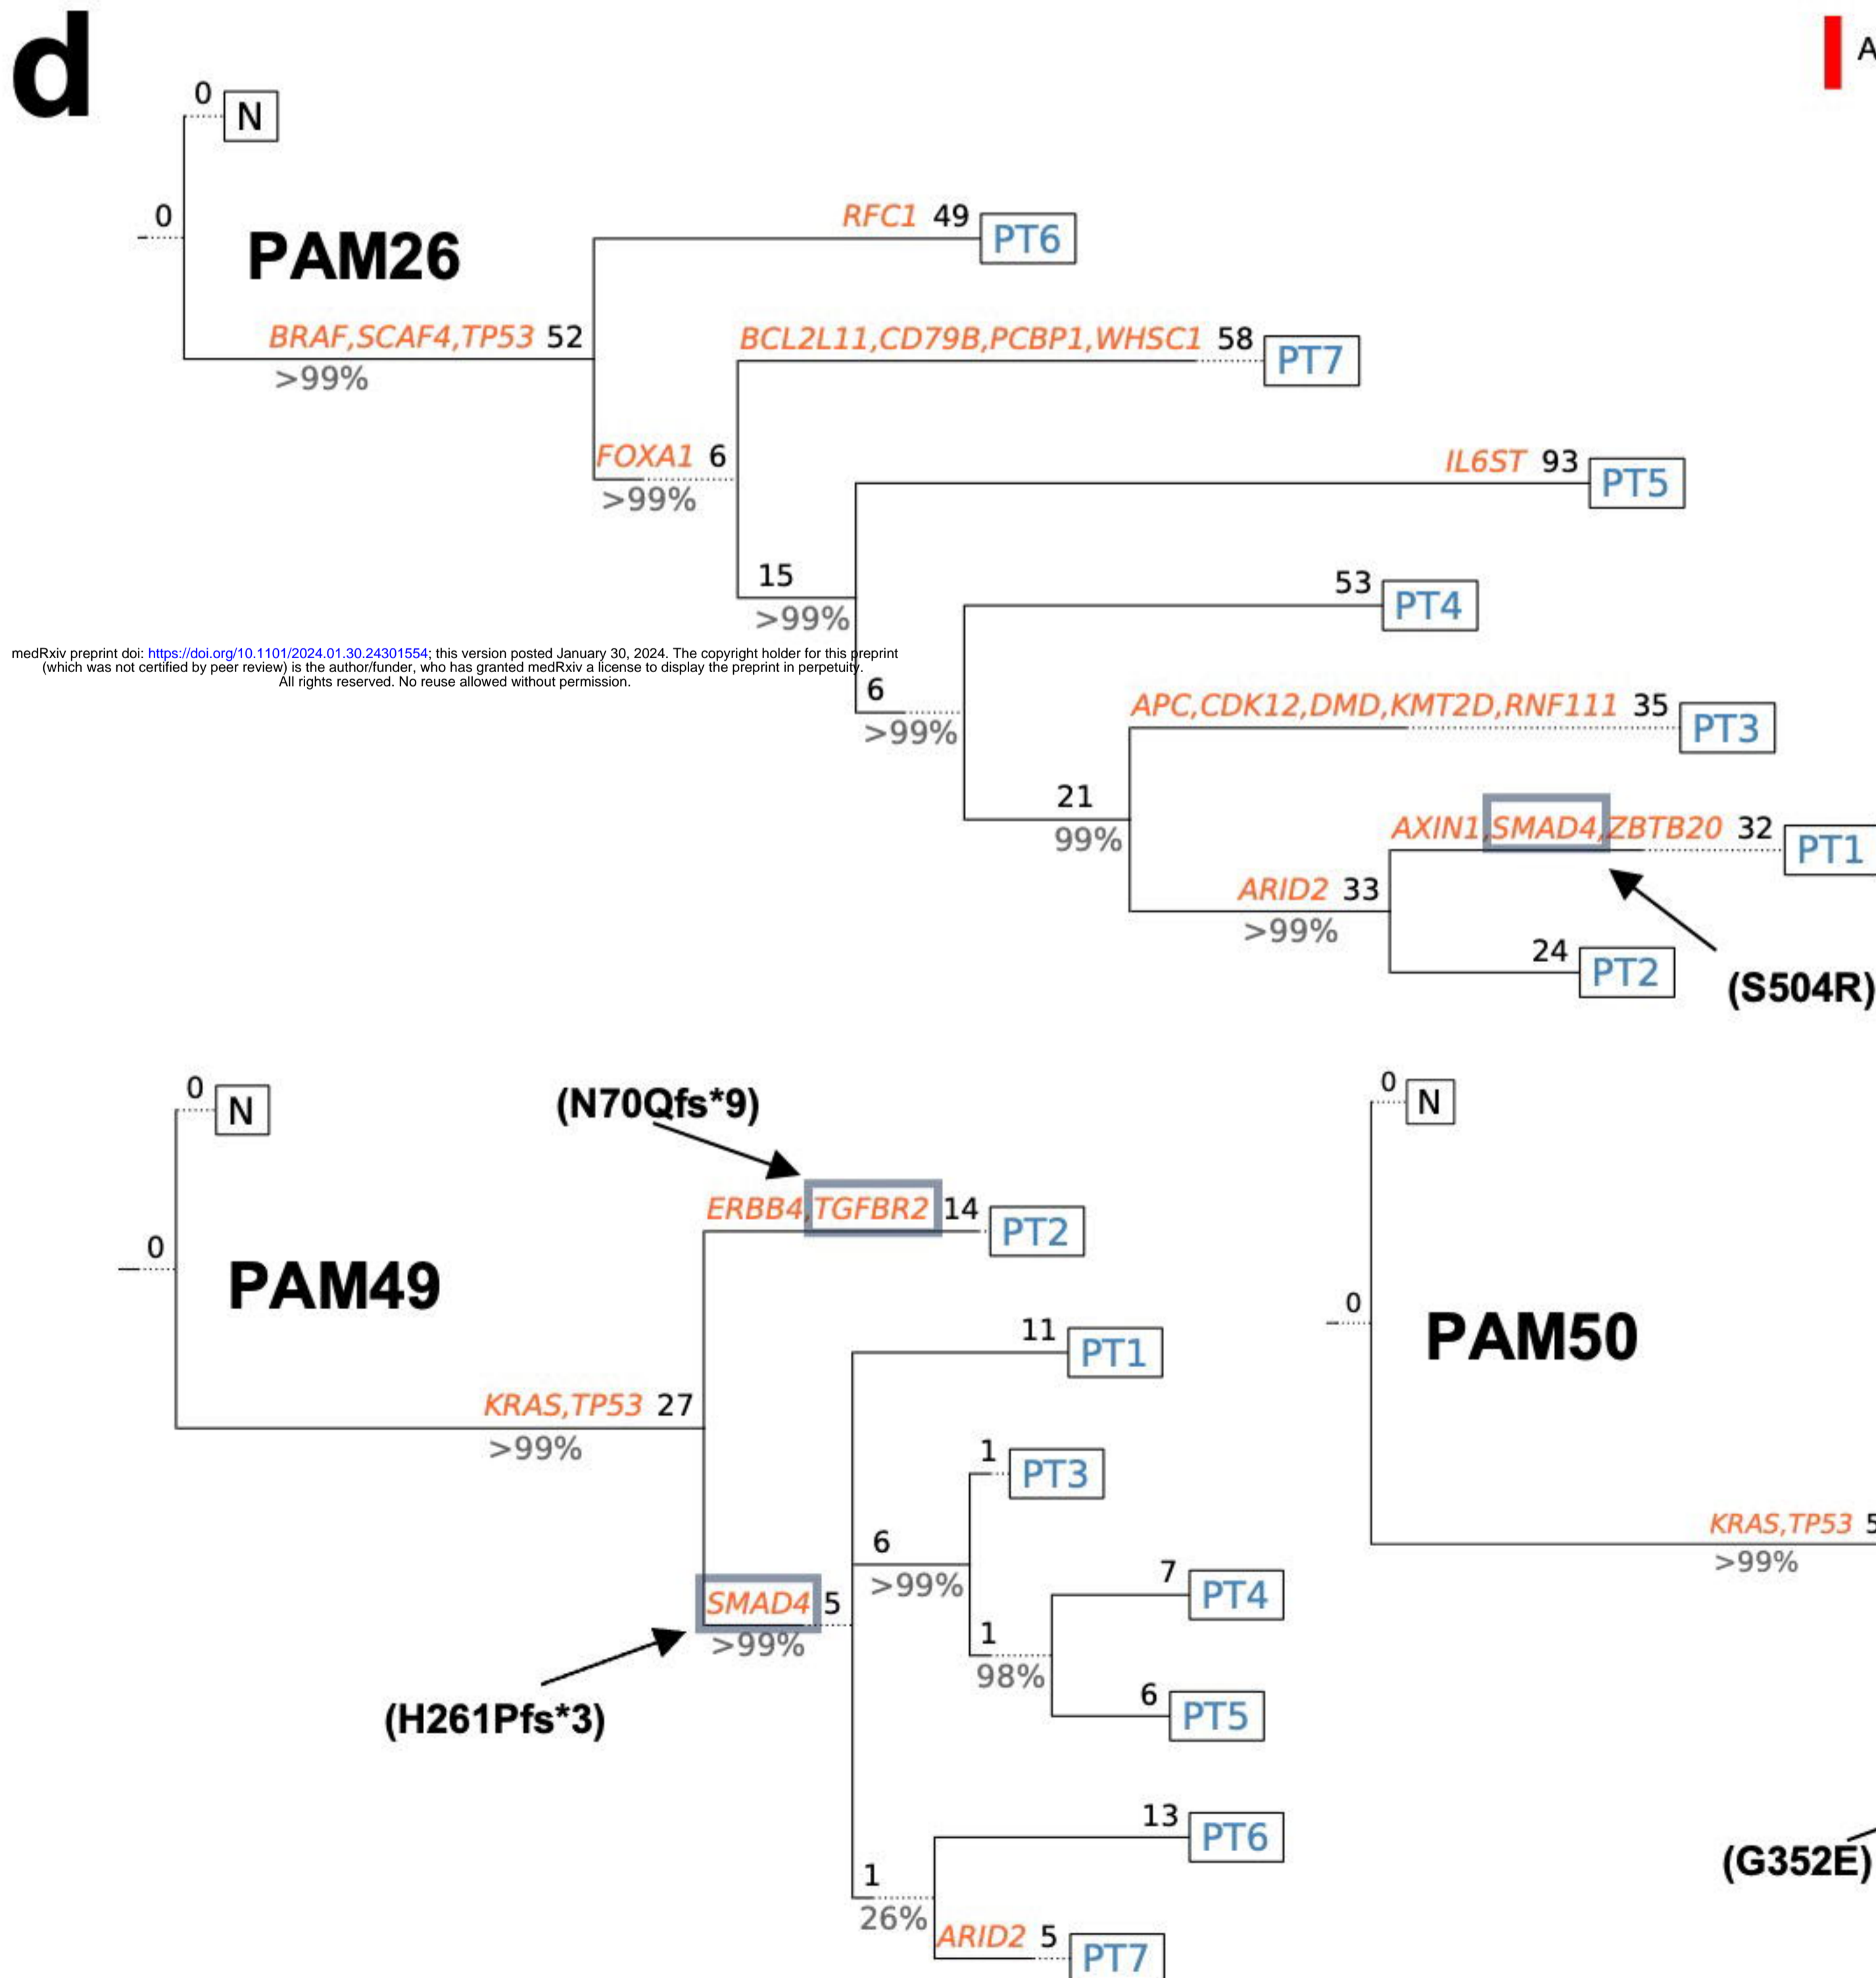 d
A
0 N
0
PAM26
RFC1 49 PT6
BRAF,SCAF4,TP53 52
>99%
BCL2L11,CD79B,PCBP1,WHSC1 58 PT7
FOXA1 6
>99%
IL6ST 93 PT5
15
>99%
53 PT4
medRxiv preprint doi: https://doi.org/10.1101/2024.01.30.24301554; this version posted January 30, 2024. The copyright holder for this preprint
(which was not certified by peer review) is the author/funder, who has granted medRxiv a license to display the preprint in perpetuity.
All rights reserved. No reuse allowed without permission.
6
>99%
APC,CDK12,DMD,KMT2D,RNF111 35 PT3
21
99%
AXIN1,SMAD4,ZBTB20 32 PT1
ARID2 33
>99%
24 PT2
(S504R)
0 N
(N70Qfs*9)
ERBB4,TGFBR2 14 PT2
0
PAM49
11 PT1
KRAS,TP53 27
>99%
1 PT3
6
>99%
7 PT4
SMAD4 5
>99%
1
98%
(H261Pfs*3)
6 PT5
13 PT6
1
26%
ARID2 5 PT7
0 N
0
PAM50
KRAS,TP53 5
>99%
(G352E)